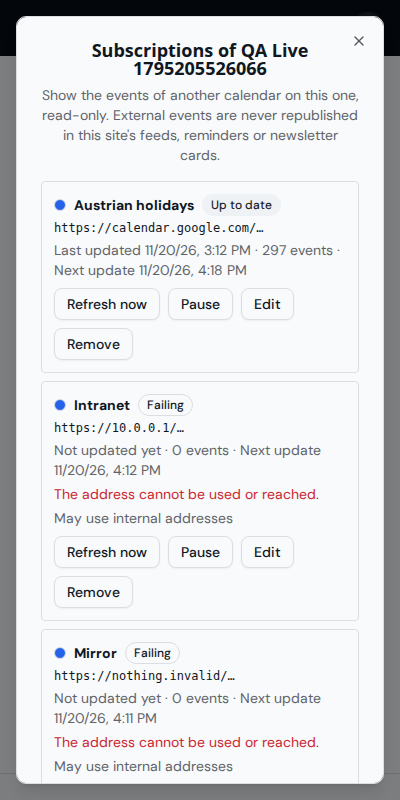 Subscriptions of QA Live
1795205526066
Show the events of another calendar on this one,
read-only. External events are never republished
in this site's feeds, reminders or newsletter
cards.
Austrian holidays Up to date
https://calendar.google.com/…
Last updated 11/20/26, 3:12 PM · 297 events ·
Next update 11/20/26, 4:18 PM
Refresh now Pause Edit
Remove
Intranet Failing
https://10.0.0.1/…
Not updated yet · 0 events · Next update
11/20/26, 4:12 PM
The address cannot be used or reached.
May use internal addresses
Refresh now Pause Edit
Remove
Mirror Failing
https://nothing.invalid/…
Not updated yet · 0 events · Next update
11/20/26, 4:11 PM
The address cannot be used or reached.
May use internal addresses